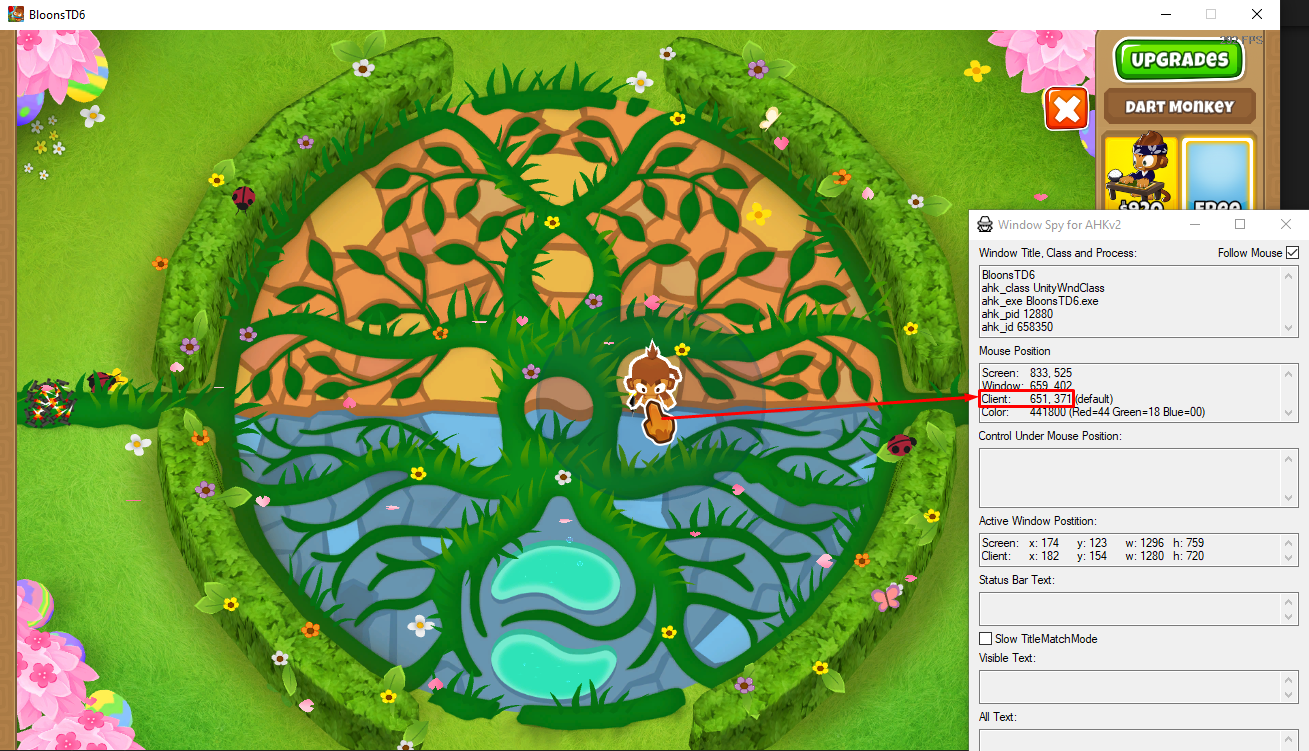 BloonsTD6
FPS
UPGRADES
DART MONKEY
FREE
Window Spy for AHKv2
Window Title, Class and Process:
Follow Mouse
BloonsTD6
ahk_class UnityWndClass
ahk_exe BloonsTD6.exe
ahk_pid 12880
ahk_id 658350
Mouse Position
Screen: 833, 525
Window: 659, 402
Client: 651, 371 (default)
Color: 441800 (Red=44 Green=18 Blue=00)
Control Under Mouse Position:
Active Window Postition:
Screen: x: 174 y: 123 w: 1296 h: 759
Client: x: 182 y: 154 w: 1280 h: 720
Status Bar Text:
Slow TitleMatchMode
Visible Text:
All Text: